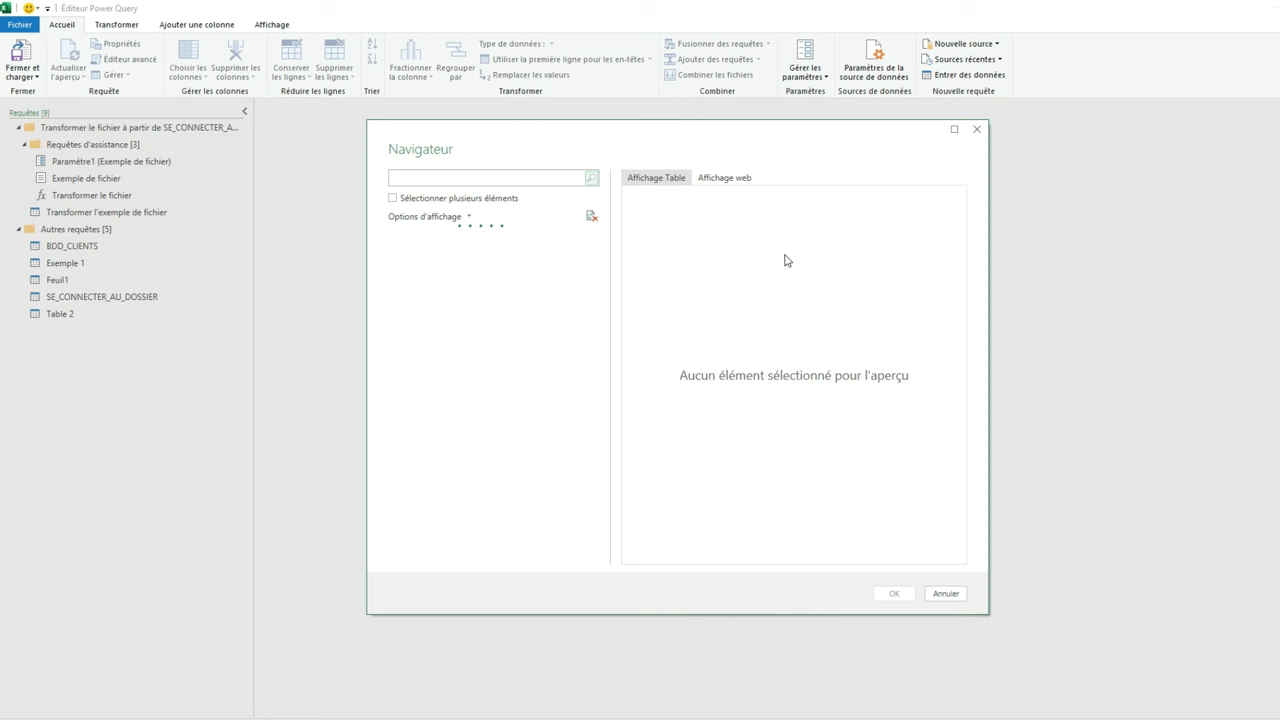 Éditeur Power Query
Fichier
Accueil
Transformer
Ajouter une colonne
Affichage
Fermer et
charger
Fermer
Actualiser
l'aperçu
Propriétés
Éditeur avancé
Gérer
Requête
Choisir les
colonnes
Supprimer les
colonnes
Gérer les colonnes
Conserver
les lignes
Supprimer
les lignes
Réduire les lignes
Trier
Fractionner
la colonne
Regrouper
par
Type de données :
Utiliser la première ligne pour les en-têtes
Remplacer les valeurs
Transformer
Fusionner des requêtes
Ajouter des requêtes
Combiner les fichiers
Combiner
Gérer les
paramètres
Paramètres
Paramètres de la
source de données
Sources de données
Nouvelle source
Sources récentes
Entrer des données
Nouvelle requête
Requêtes [9]
Transformer le fichier à partir de SE_CONNECTER_A...
Requêtes d'assistance [3]
Paramètre1 (Exemple de fichier)
Exemple de fichier
fx Transformer le fichier
Transformer l'exemple de fichier
Autres requêtes [5]
BDD_CLIENTS
Exemple 1
Feuil1
SE_CONNECTER_AU_DOSSIER
Table 2
Navigateur
Sélectionner plusieurs éléments
Options d'affichage
Affichage Table
Affichage web
Aucun élément sélectionné pour l'aperçu
OK
Annuler